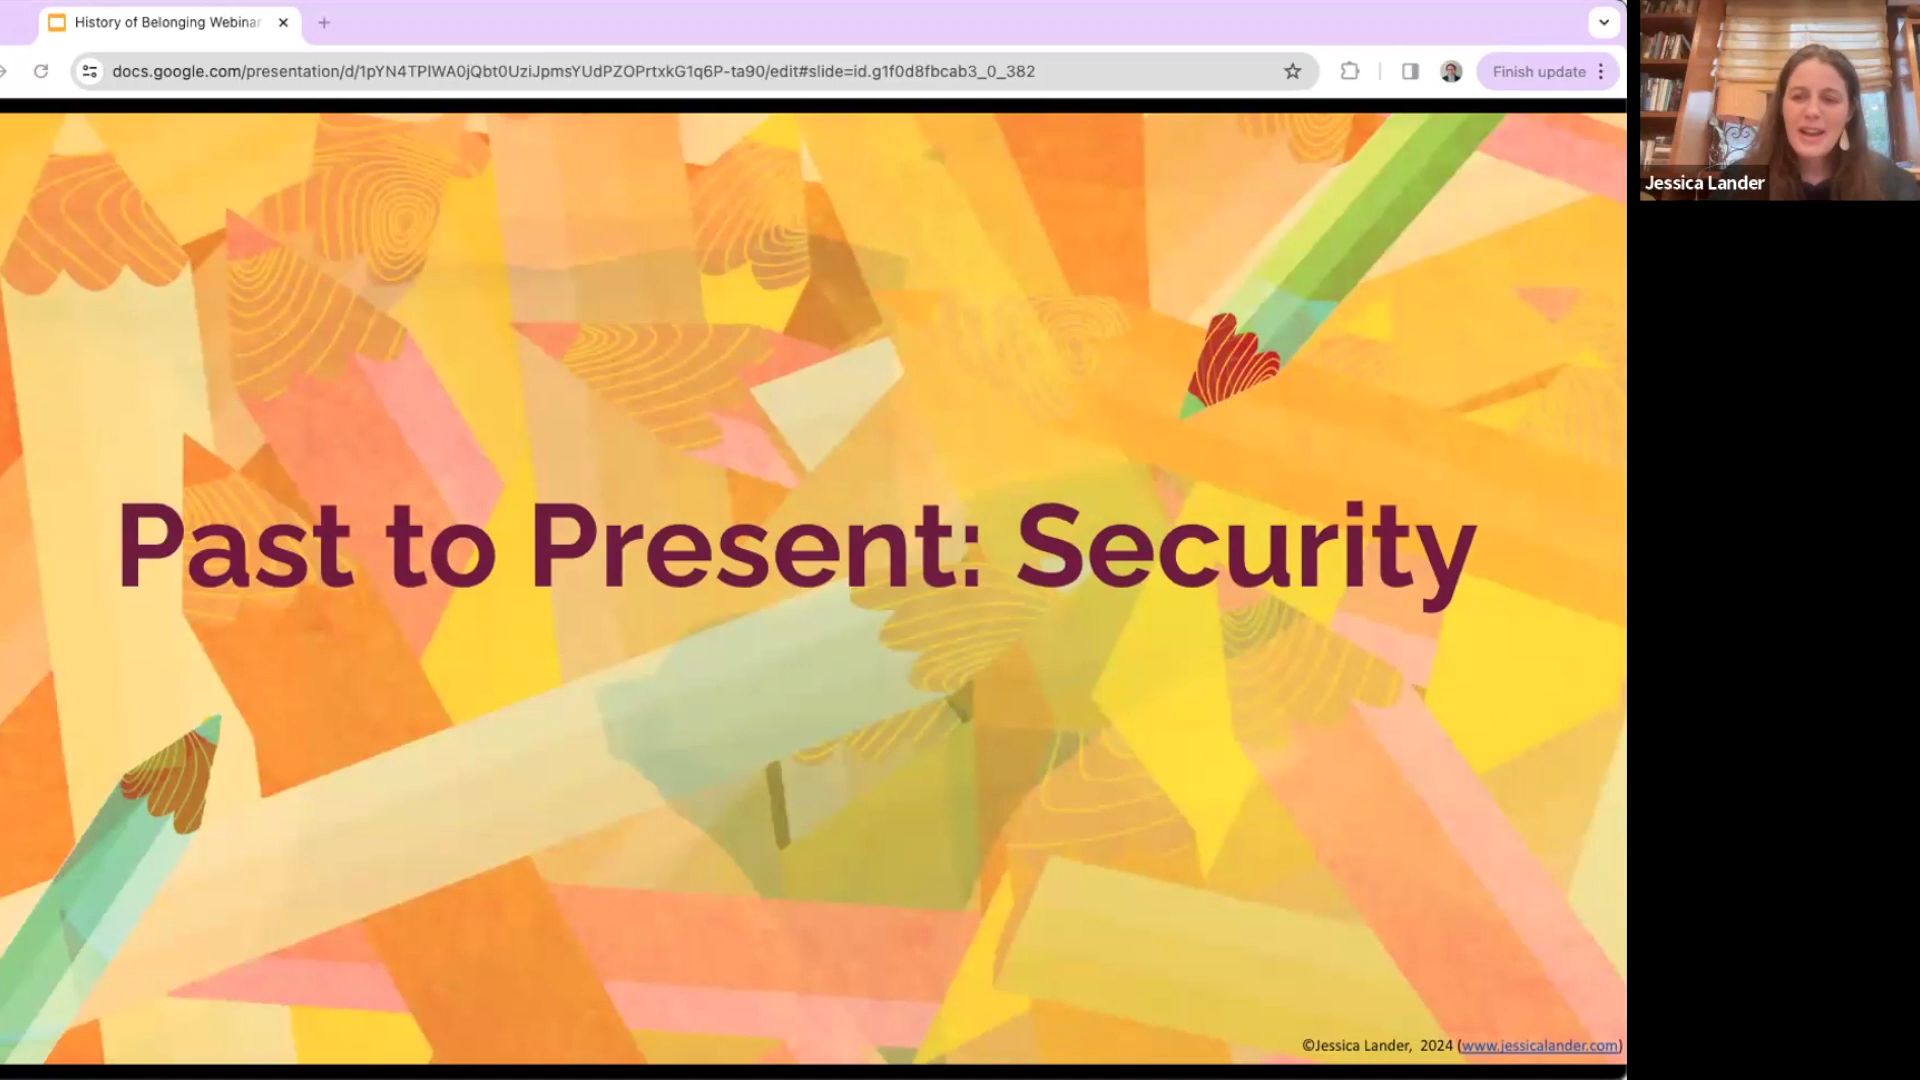 History of Belonging Webinar
docs.google.com/presentation/d/1pYN4TPlWA0jQbt0UziJpmsYUdPZOPrtxkG1q6P-ta90/edit#slide=id.g1f0d8fbcab3_0_382
Finish update
Jessica Lander
Past to Present: Security
©Jessica Lander, 2024 (www.jessicalander.com)